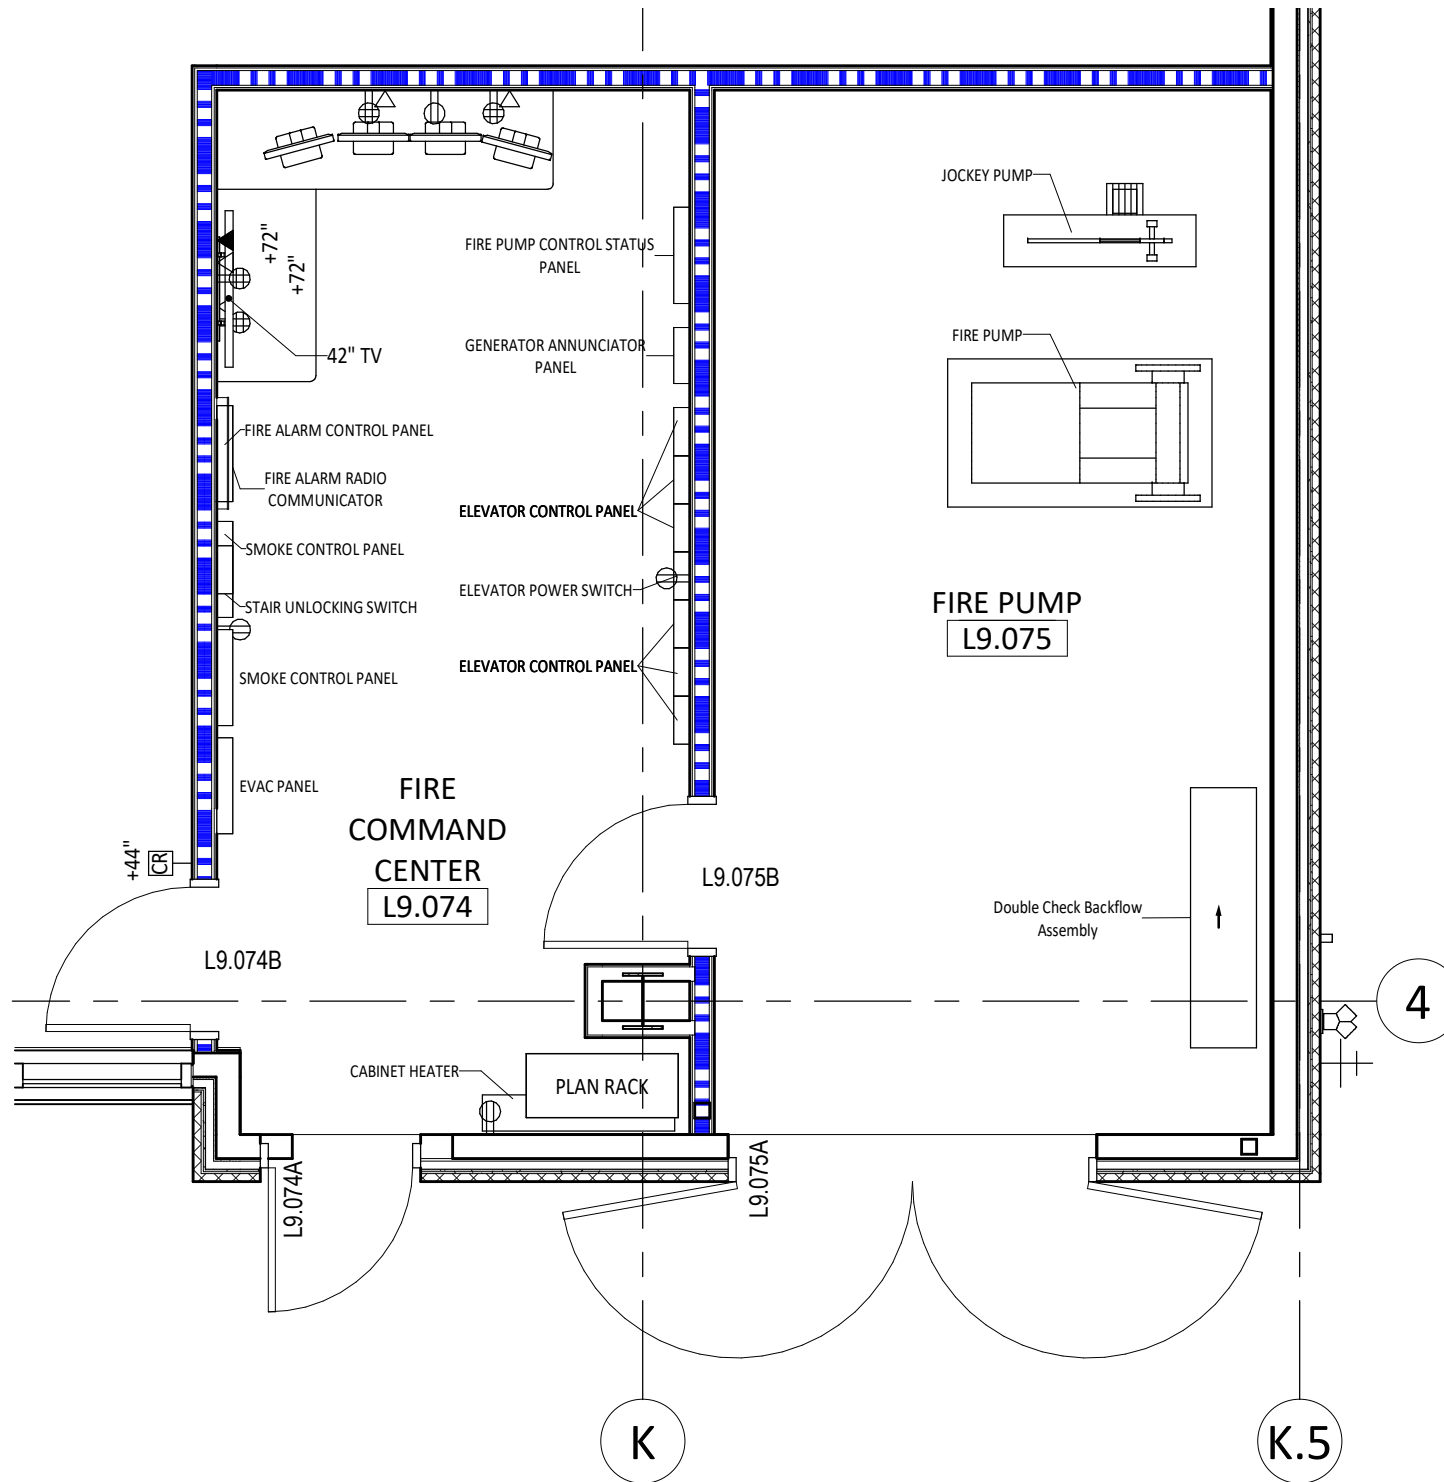 JOCKEY PUMP
+72"
+72"
FIRE PUMP CONTROL STATUS
PANEL
FIRE PUMP
GENERATOR ANNUNCIATOR
PANEL
42" TV
FIRE ALARM CONTROL PANEL
FIRE ALARM RADIO
COMMUNICATOR
ELEVATOR CONTROL PANEL
SMOKE CONTROL PANEL
ELEVATOR POWER SWITCH
STAIR UNLOCKING SWITCH
FIRE PUMP
L9.075
ELEVATOR CONTROL PANEL
SMOKE CONTROL PANEL
EVAC PANEL
FIRE
COMMAND
CENTER
L9.074
+44"
CR
L9.075B
Double Check Backflow
Assembly
L9.074B
4
CABINET HEATER
PLAN RACK
L9.074A
L9.075A
K
K.5